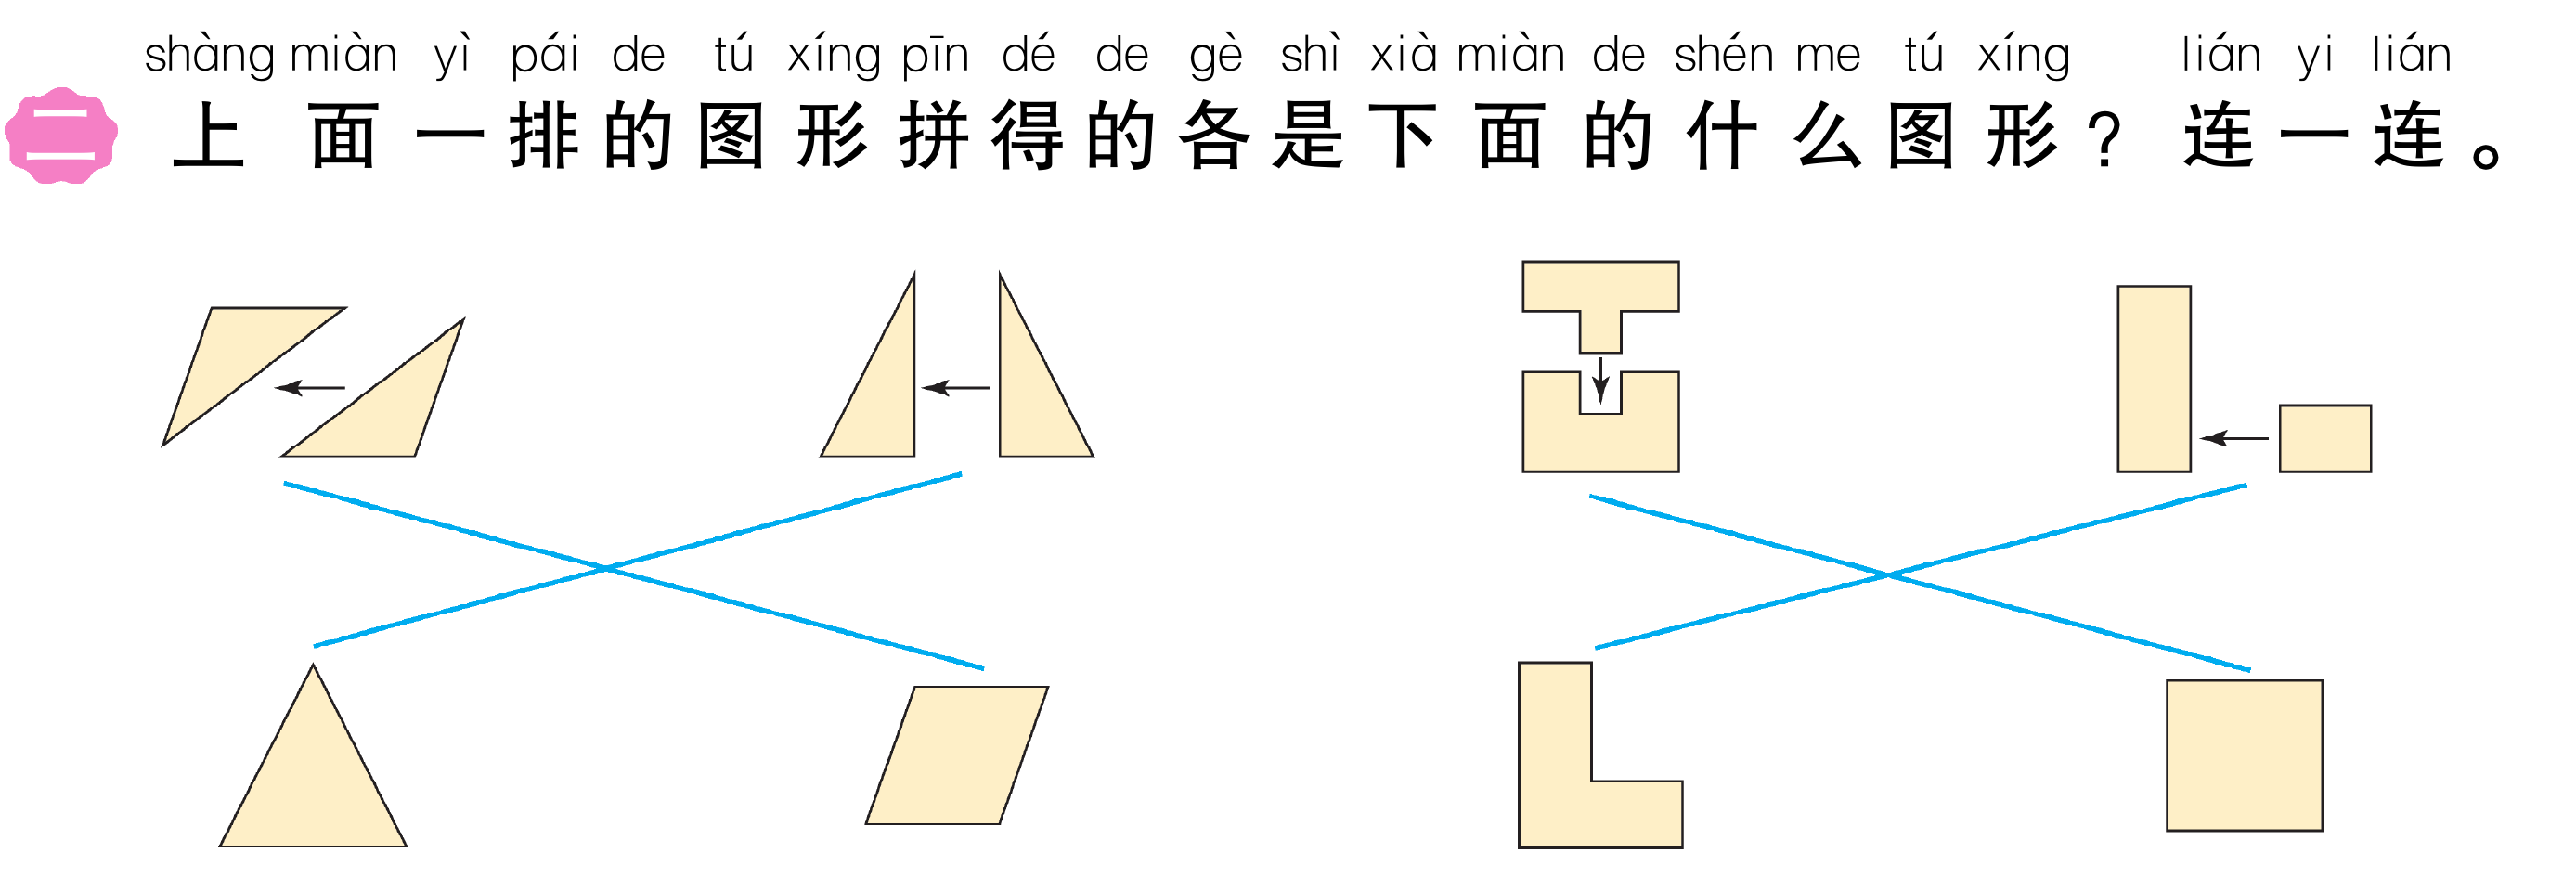 shàng miàn yì pái de tú xíng pīn dé de gè shì xià miàn de shén me tú xíng lián yi lián
二 上面一排的图形拼得的各是下面的什么图形？连一连。